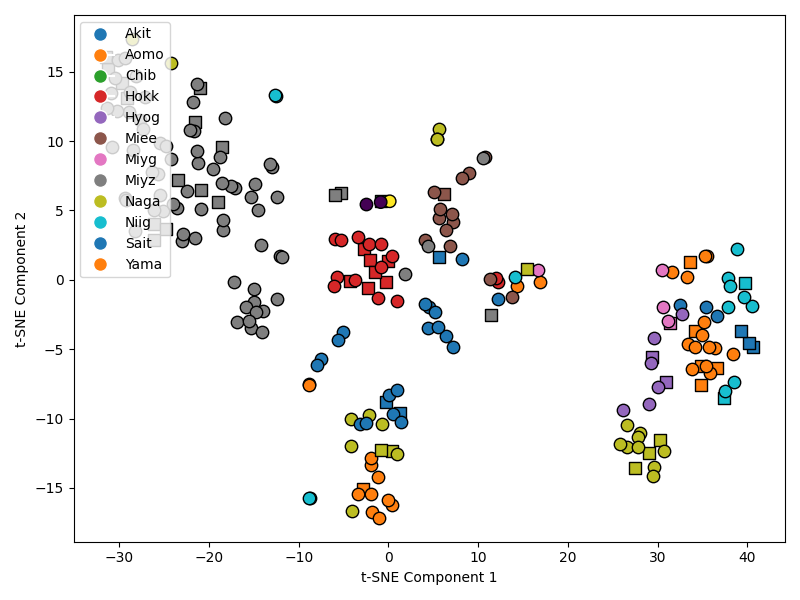 Akit
Aomo
Chib
Hokk
Hyog
Miee
Miyg
Miyz
Naga
Niig
Sait
Yama
15
10
5
0
−5
−10
−15
−30
−20
−10
0
10
20
30
40
t-SNE Component 1
t-SNE Component 2